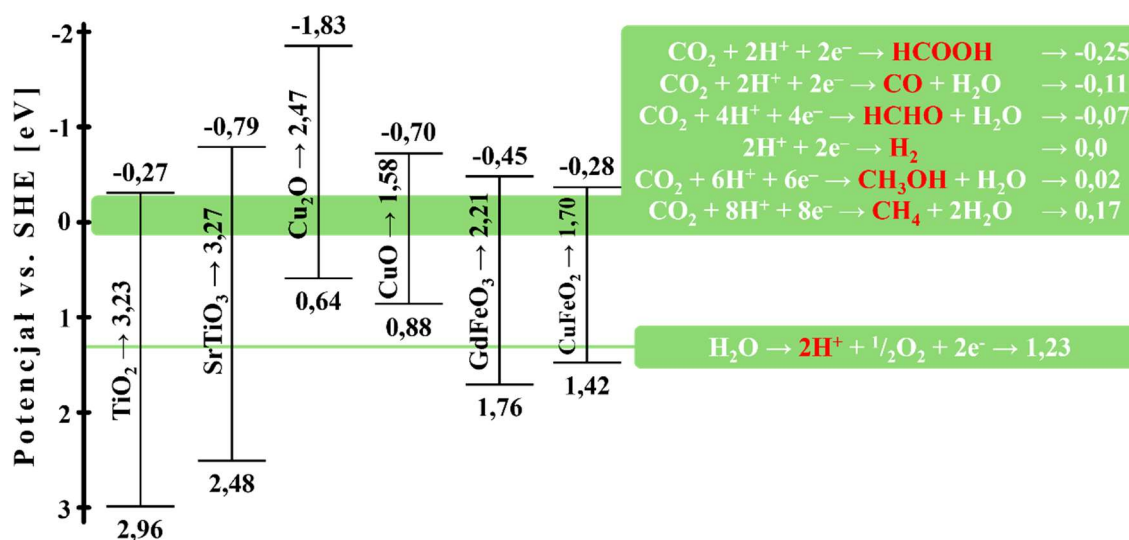 Potencjał vs. SHE [eV]
-2
-1
0
1
2
3
-0,27
TiO₂ → 3,23
2,96
-0,79
SrTiO₃ → 3,27
2,48
-1,83
Cu₂O → 2,47
0,64
-0,70
CuO → 1,58
0,88
-0,45
GdFeO₃ → 2,21
1,76
-0,28
CuFeO₂ → 1,70
1,42
CO₂ + 2H⁺ + 2e⁻ → HCOOH → -0,25
CO₂ + 2H⁺ + 2e⁻ → CO + H₂O → -0,11
CO₂ + 4H⁺ + 4e⁻ → HCHO + H₂O → -0,07
2H⁺ + 2e⁻ → H₂ → 0,0
CO₂ + 6H⁺ + 6e⁻ → CH₃OH + H₂O → 0,02
CO₂ + 8H⁺ + 8e⁻ → CH₄ + 2H₂O → 0,17
H₂O → 2H⁺ + ¹/₂O₂ + 2e⁻ → 1,23